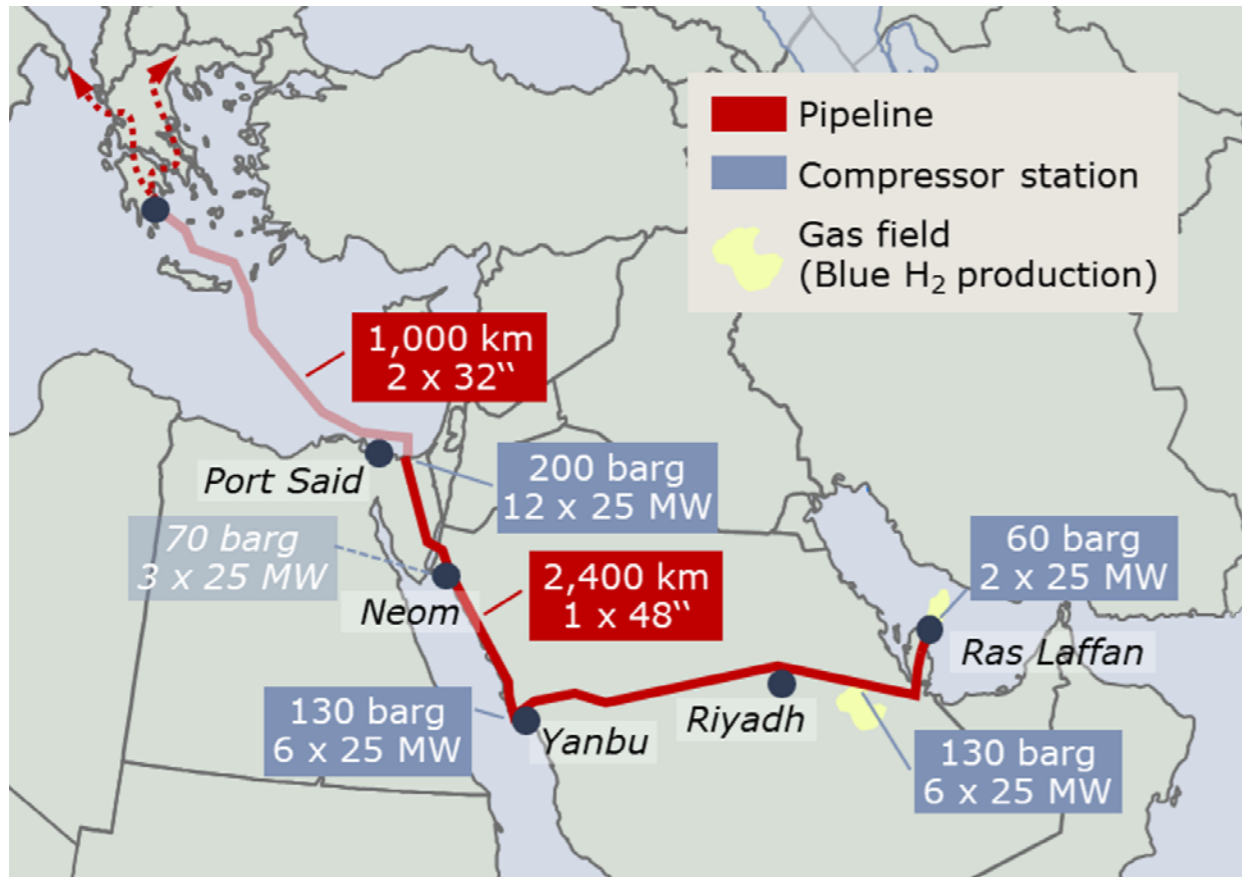 Pipeline
Compressor station
Gas field
(Blue H₂ production)
1,000 km
2 x 32“
Port Said
200 barg
12 x 25 MW
70 barg
3 x 25 MW
Neom
2,400 km
1 x 48“
60 barg
2 x 25 MW
Ras Laffan
130 barg
6 x 25 MW
Yanbu
Riyadh
130 barg
6 x 25 MW